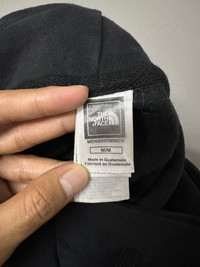 THE
NORTH
FACE
MENS/HOMMES
M/M
Made in Guatemala
Fabriqué au Guatemala